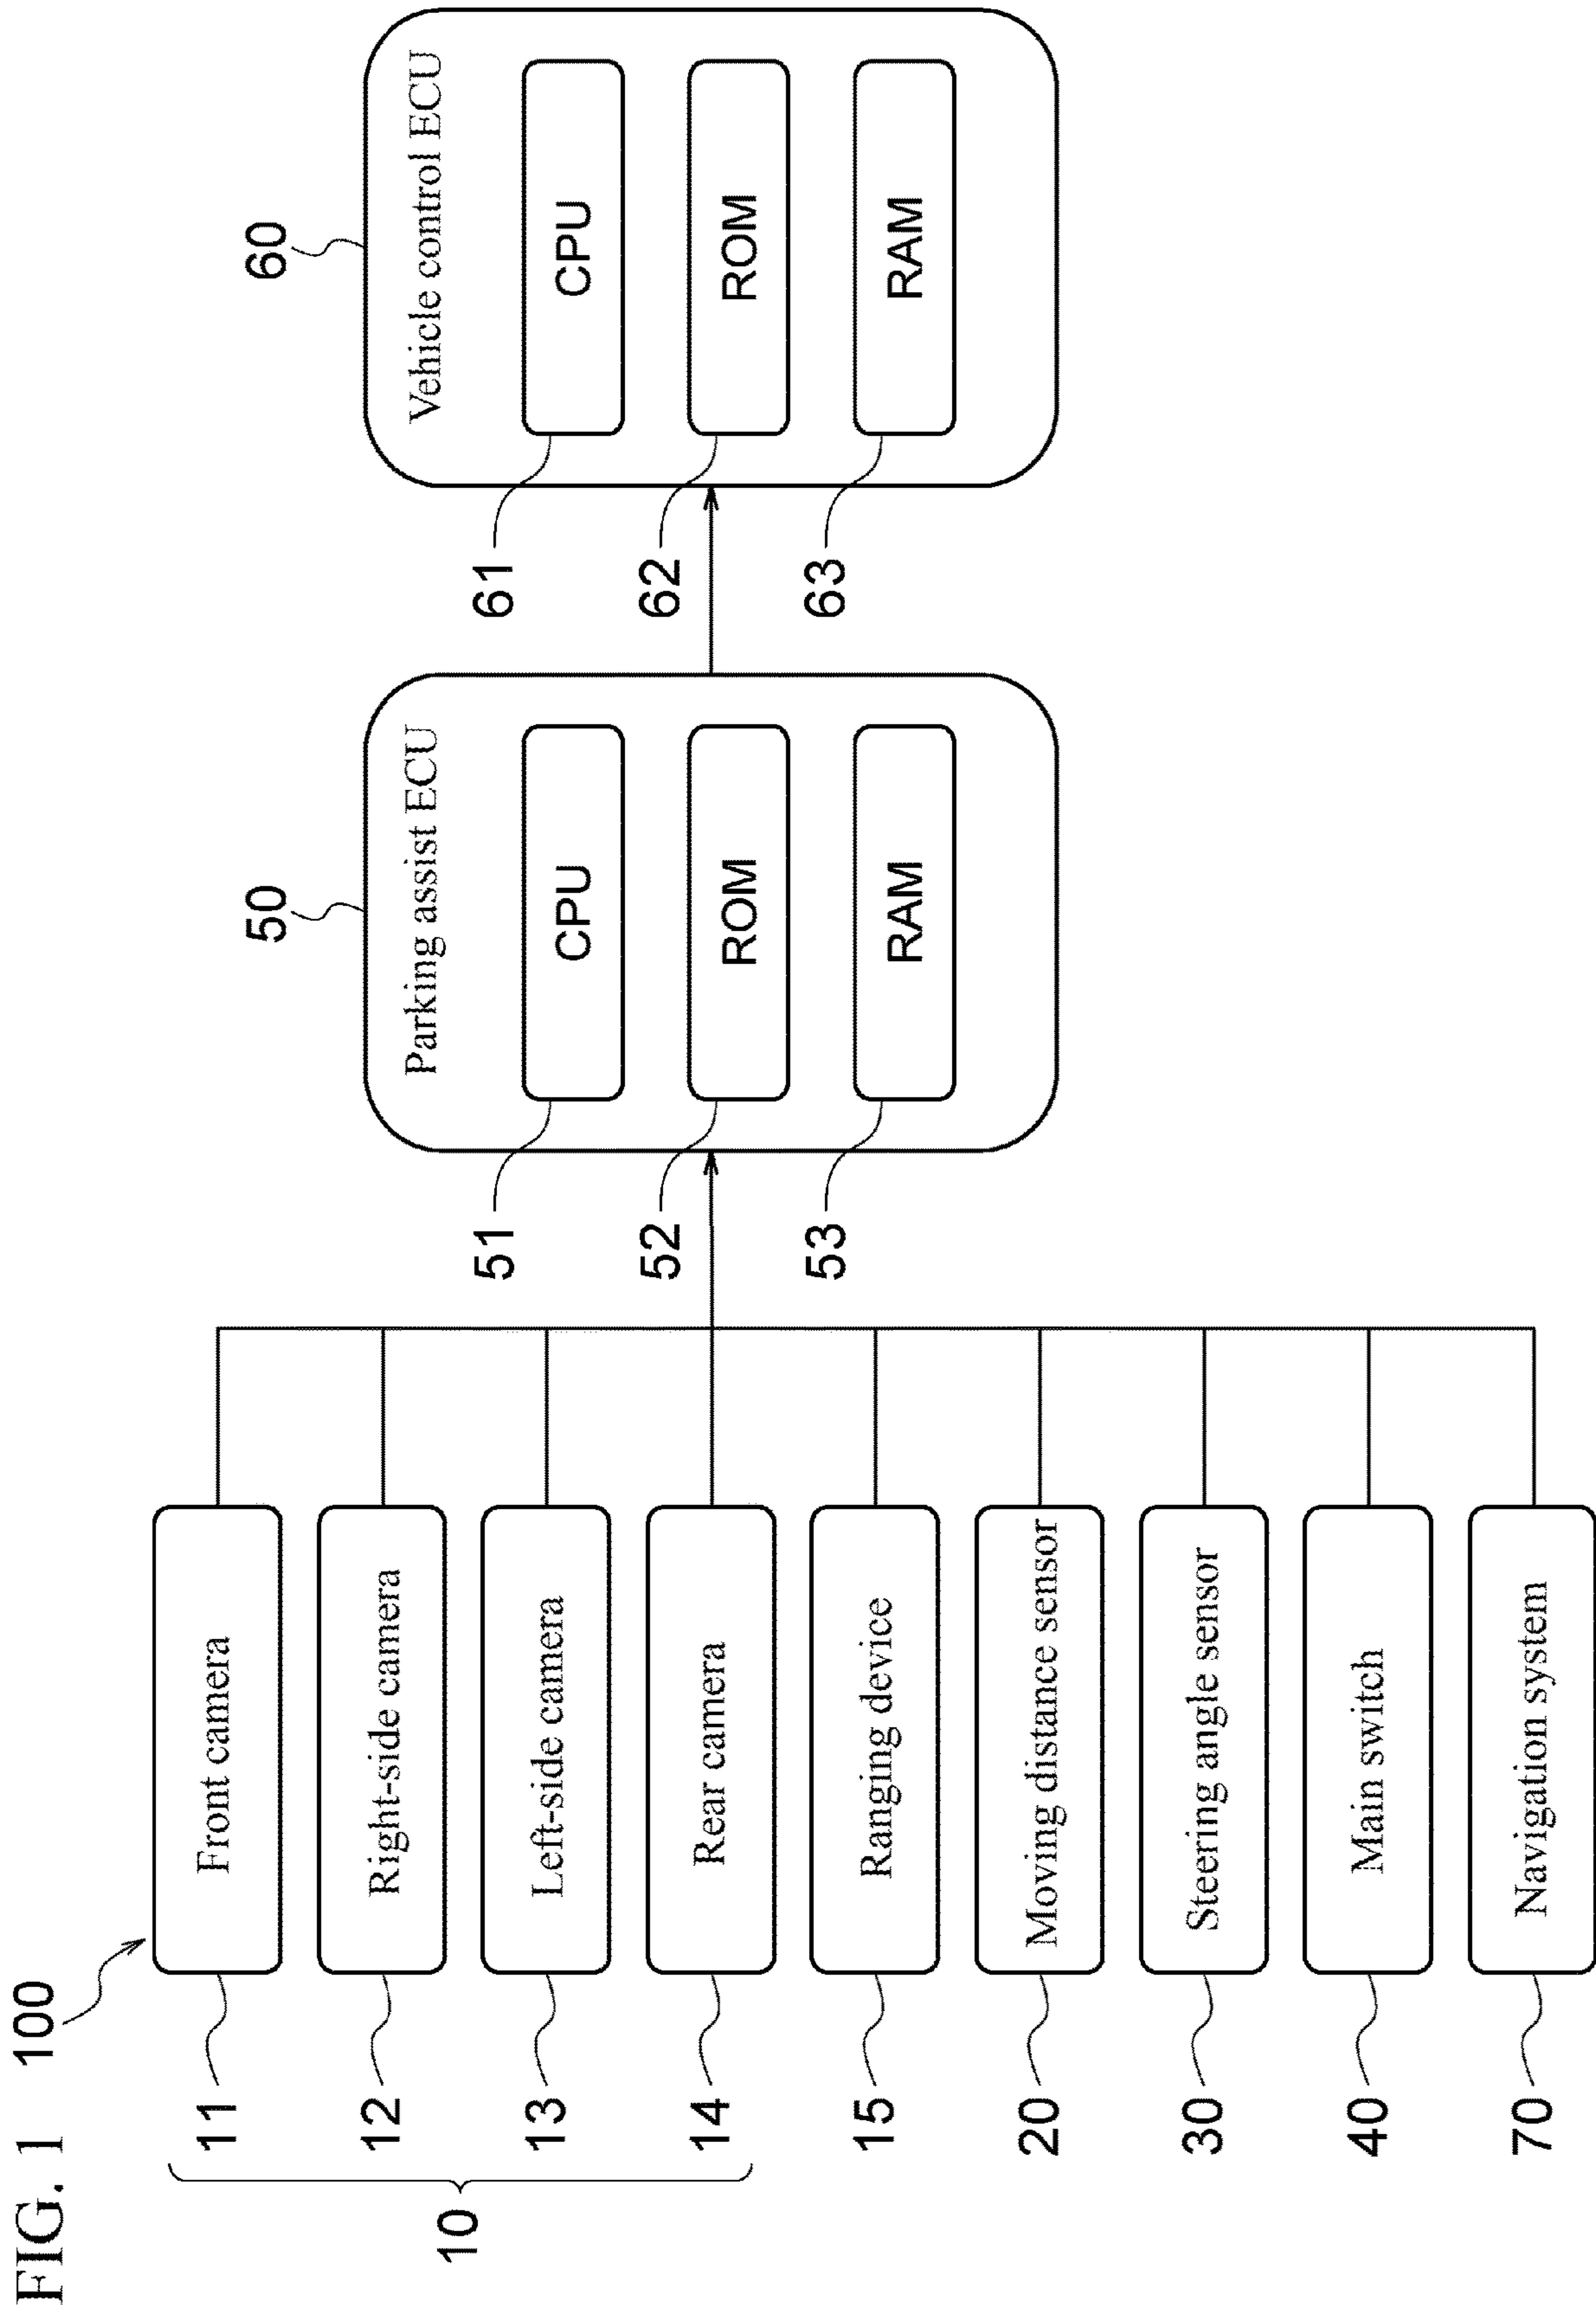 FIG. 1
100
10
11
Front camera
12
Right-side camera
13
Left-side camera
14
Rear camera
15
Ranging device
20
Moving distance sensor
30
Steering angle sensor
40
Main switch
70
Navigation system
50
Parking assist ECU
51
CPU
52
ROM
53
RAM
60
Vehicle control ECU
61
CPU
62
ROM
63
RAM